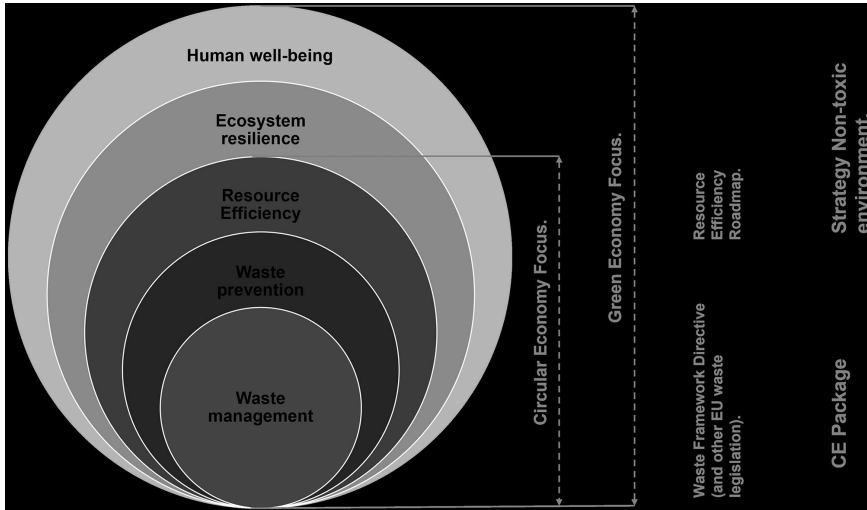 Human well-being
Ecosystem
resilience
Resource
Efficiency
Waste
prevention
Waste
management
Circular Economy Focus.
Green Economy Focus.
Resource
Efficiency
Roadmap.
Waste Framework Directive
(and other EU waste
legislation).
Strategy Non-toxic
environment.
CE Package